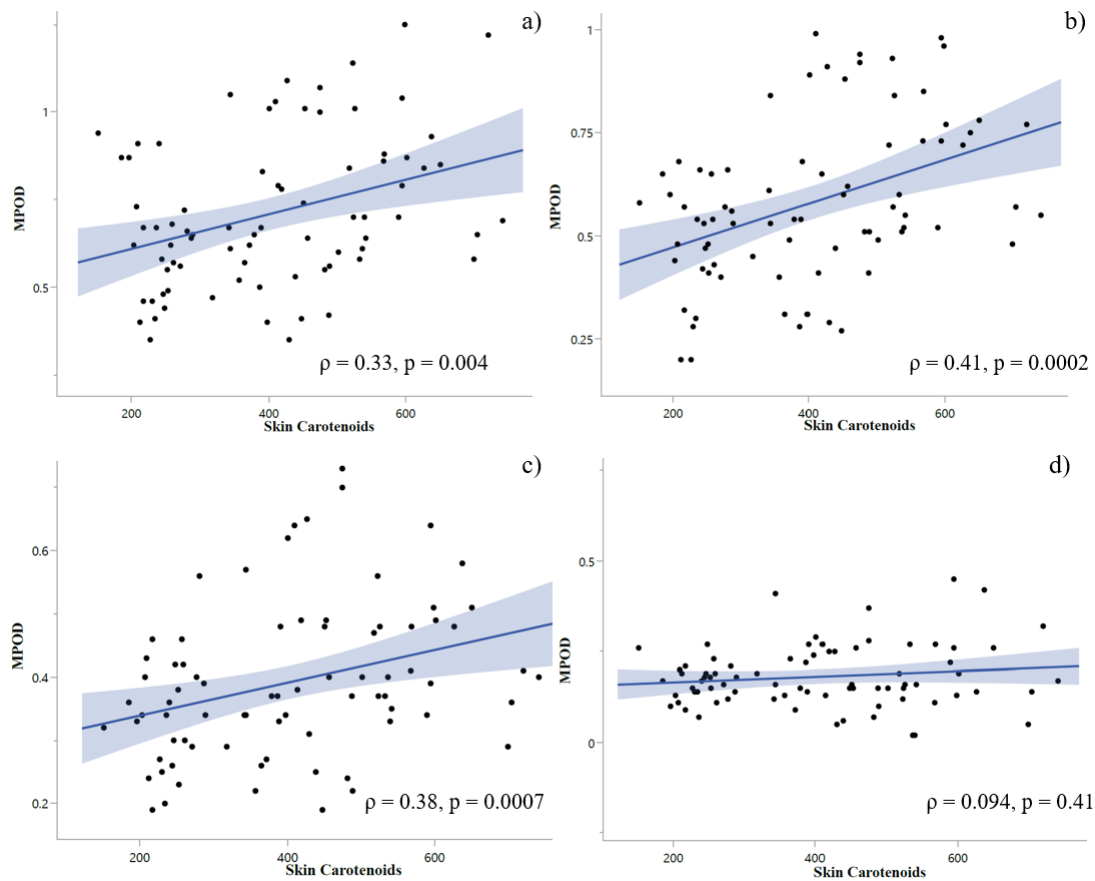 a)
1
0.5
MPOD
200
400
600
Skin Carotenoids
ρ = 0.33, p = 0.004
b)
1
0.75
0.5
0.25
MPOD
200
400
600
Skin Carotenoids
ρ = 0.41, p = 0.0002
c)
0.6
0.4
0.2
MPOD
200
400
600
Skin Carotenoids
ρ = 0.38, p = 0.0007
d)
0.5
0
MPOD
200
400
600
Skin Carotenoids
ρ = 0.094, p = 0.41